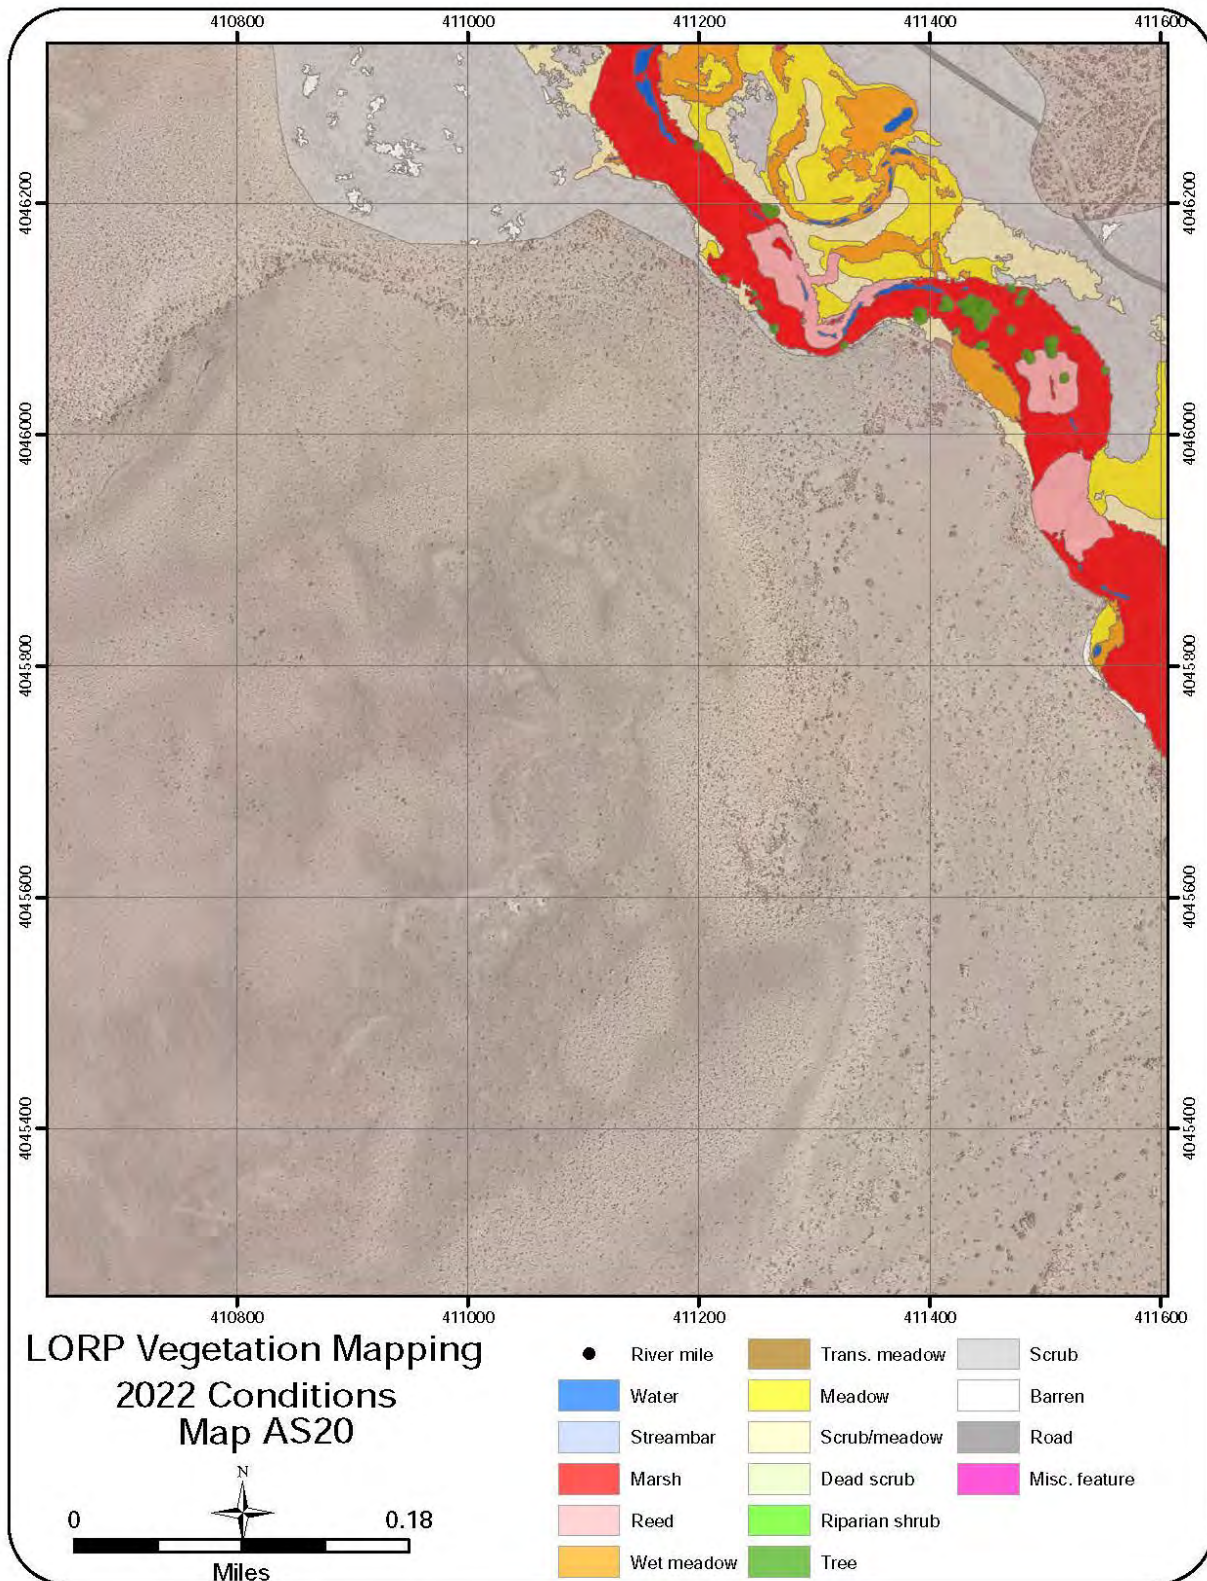 410800 411000 411200 411400 411600
4046200 4046200
4046000 4046000
4045800 4045800
4045600 4045600
4045400 4045400
410800 411000 411200 411400 411600
LORP Vegetation Mapping
2022 Conditions
Map AS20
N
0 0.18
Miles
River mile
Water
Streambar
Marsh
Reed
Wet meadow
Trans. meadow
Meadow
Scrub/meadow
Dead scrub
Riparian shrub
Tree
Scrub
Barren
Road
Misc. feature